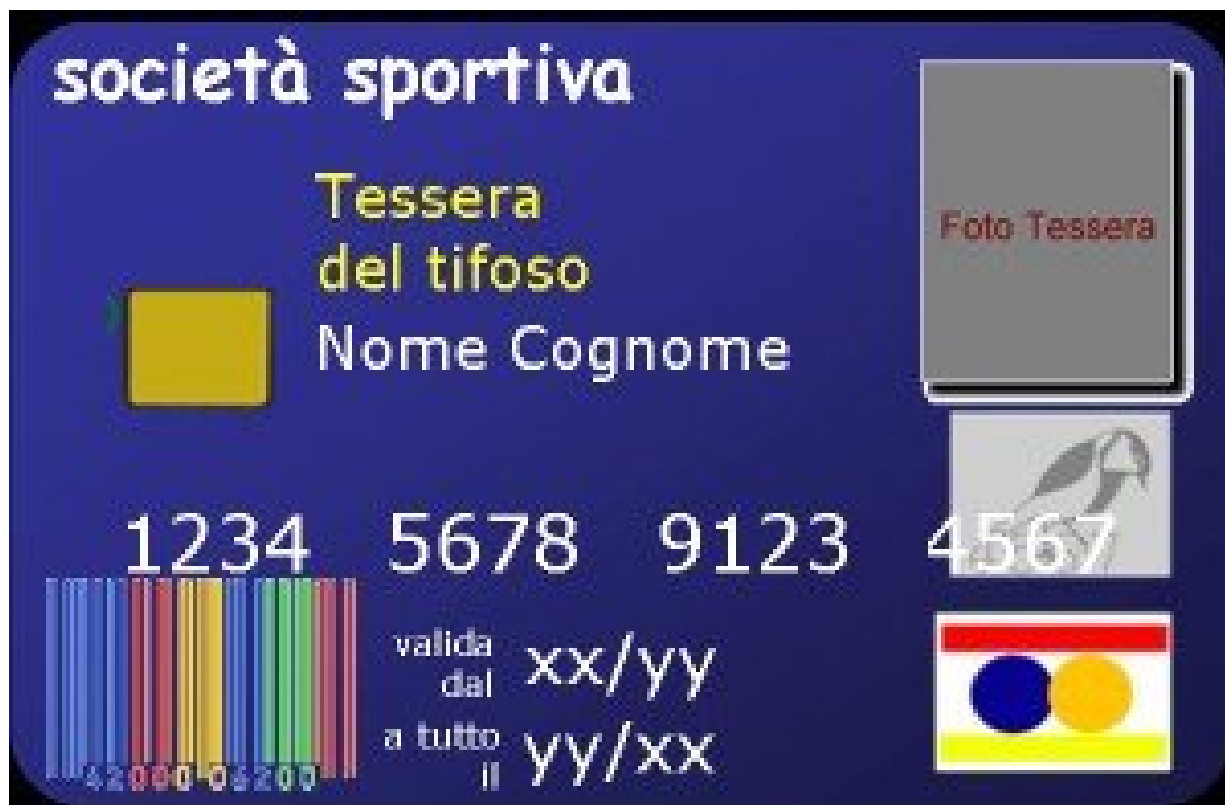 società sportiva
Tessera
del tifoso
Nome Cognome
Foto Tessera
1234 5678 9123 4567
valida
dal
xx/yy
a tutto
il
yy/xx